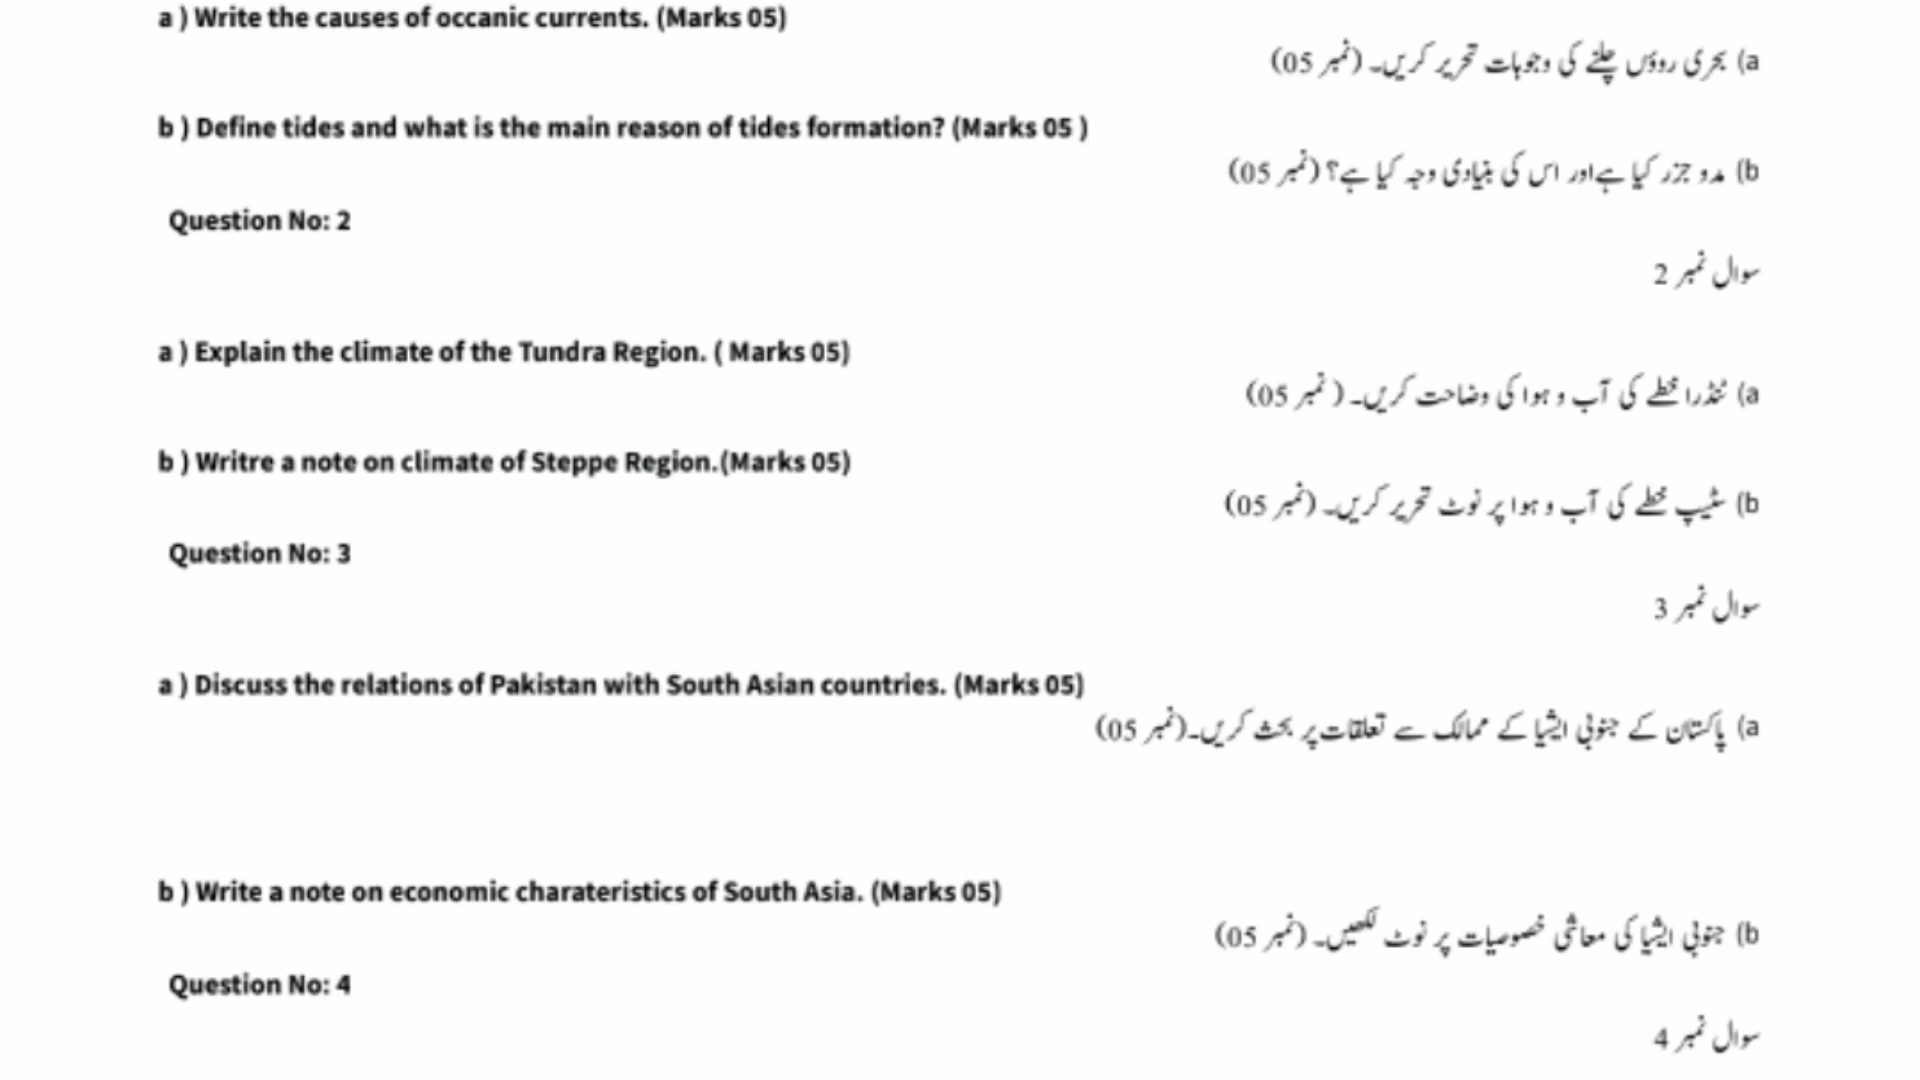 a ) Write the causes of occanic currents. (Marks 05)
a) بحری روؤں چلنے کی وجوہات تحریر کریں۔ (نمبر 05)
b ) Define tides and what is the main reason of tides formation? (Marks 05 )
b) مدو جزر کیا ہےاور اس کی بنیادی وجہ کیا ہے؟ (نمبر 05)
Question No: 2
سوال نمبر 2
a ) Explain the climate of the Tundra Region. ( Marks 05)
a) ٹنڈرا خطے کی آب و ہوا کی وضاحت کریں۔ ( نمبر 05)
b ) Writre a note on climate of Steppe Region.(Marks 05)
b) سٹیپ خطے کی آب و ہوا پر نوٹ تحریر کریں۔ (نمبر 05)
Question No: 3
سوال نمبر 3
a ) Discuss the relations of Pakistan with South Asian countries. (Marks 05)
a) پاکستان کے جنوبی ایشیا کے ممالک سے تعلقات پر بحث کریں۔(نمبر 05)
b ) Write a note on economic charateristics of South Asia. (Marks 05)
b) جنوبی ایشیا کی معاشی خصوصیات پر نوٹ لکھیں۔ (نمبر 05)
Question No: 4
سوال نمبر 4